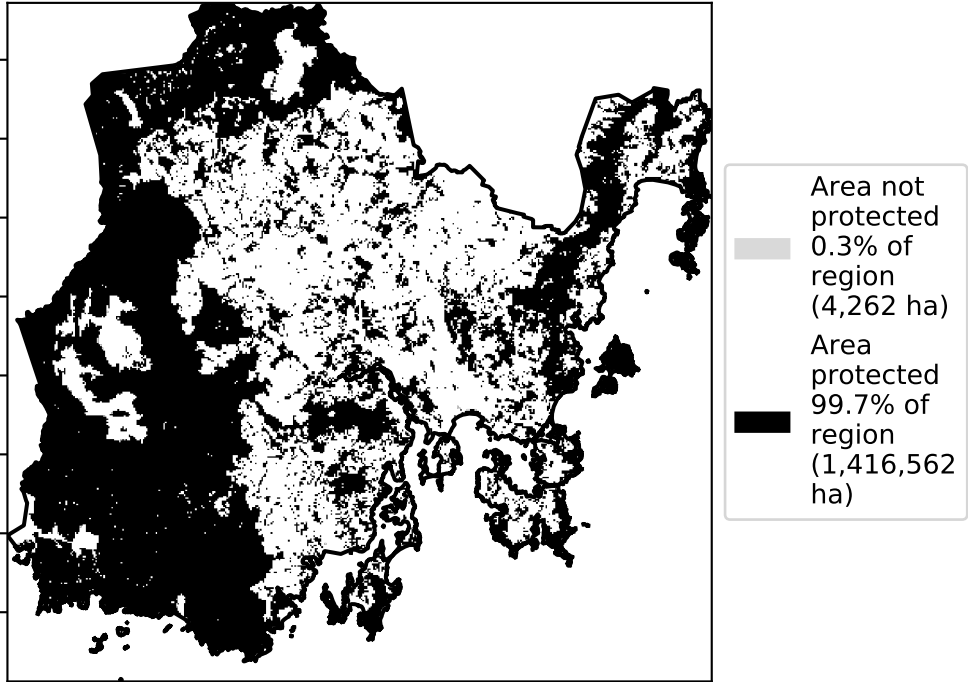 Area not
protected
0.3% of
region
(4,262 ha)
Area
protected
99.7% of
region
(1,416,562
ha)